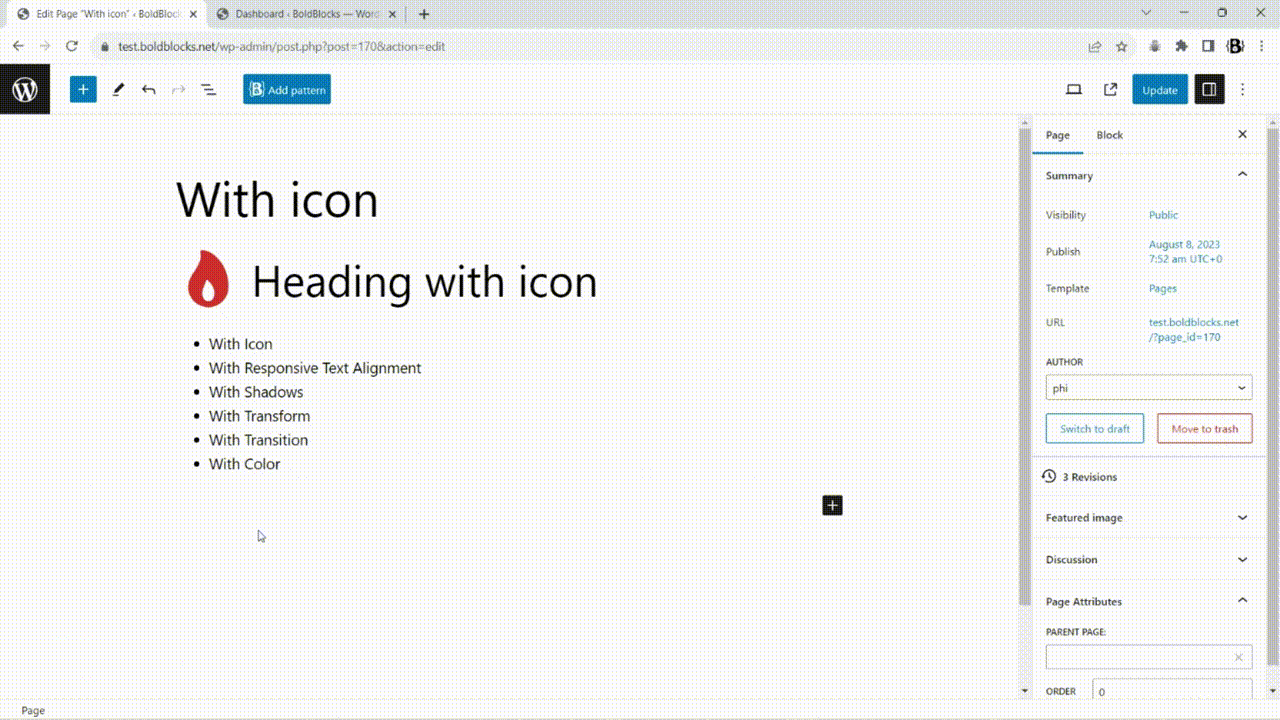 Edit Page "With icon" ‹ BoldBloc
Dashboard ‹ BoldBlocks — Word
test.boldblocks.net/wp-admin/post.php?post=170&action=edit
{B}
{B} Add pattern
Update
Page
Block
With icon
Summary
Visibility
Public
Publish
August 8, 2023
7:52 am UTC+0
Heading with icon
Template
Pages
URL
test.boldblocks.net
/?page_id=170
With Icon
With Responsive Text Alignment
With Shadows
With Transform
With Transition
With Color
AUTHOR
phi
Switch to draft
Move to trash
3 Revisions
Featured image
Discussion
Page Attributes
PARENT PAGE:
ORDER
0
Page